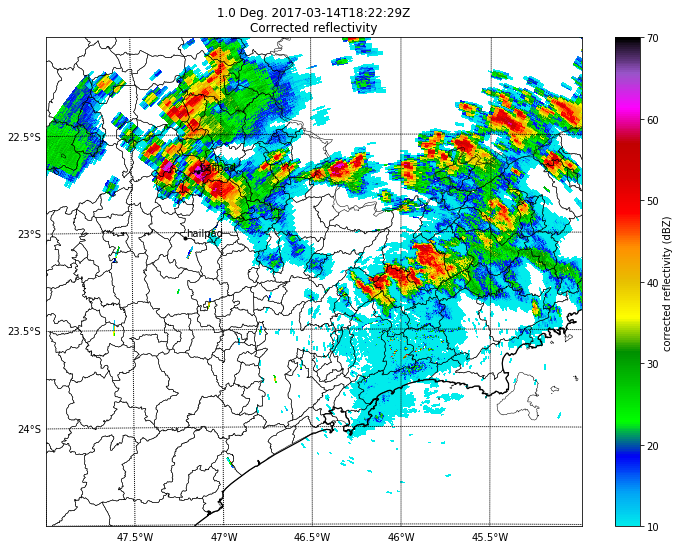 1.0 Deg. 2017-03-14T18:22:29Z
Corrected reflectivity
22.5°S
23°S
23.5°S
24°S
47.5°W
47°W
46.5°W
46°W
45.5°W
hailpad
hailpad
70
60
50
40
30
20
10
corrected reflectivity (dBZ)